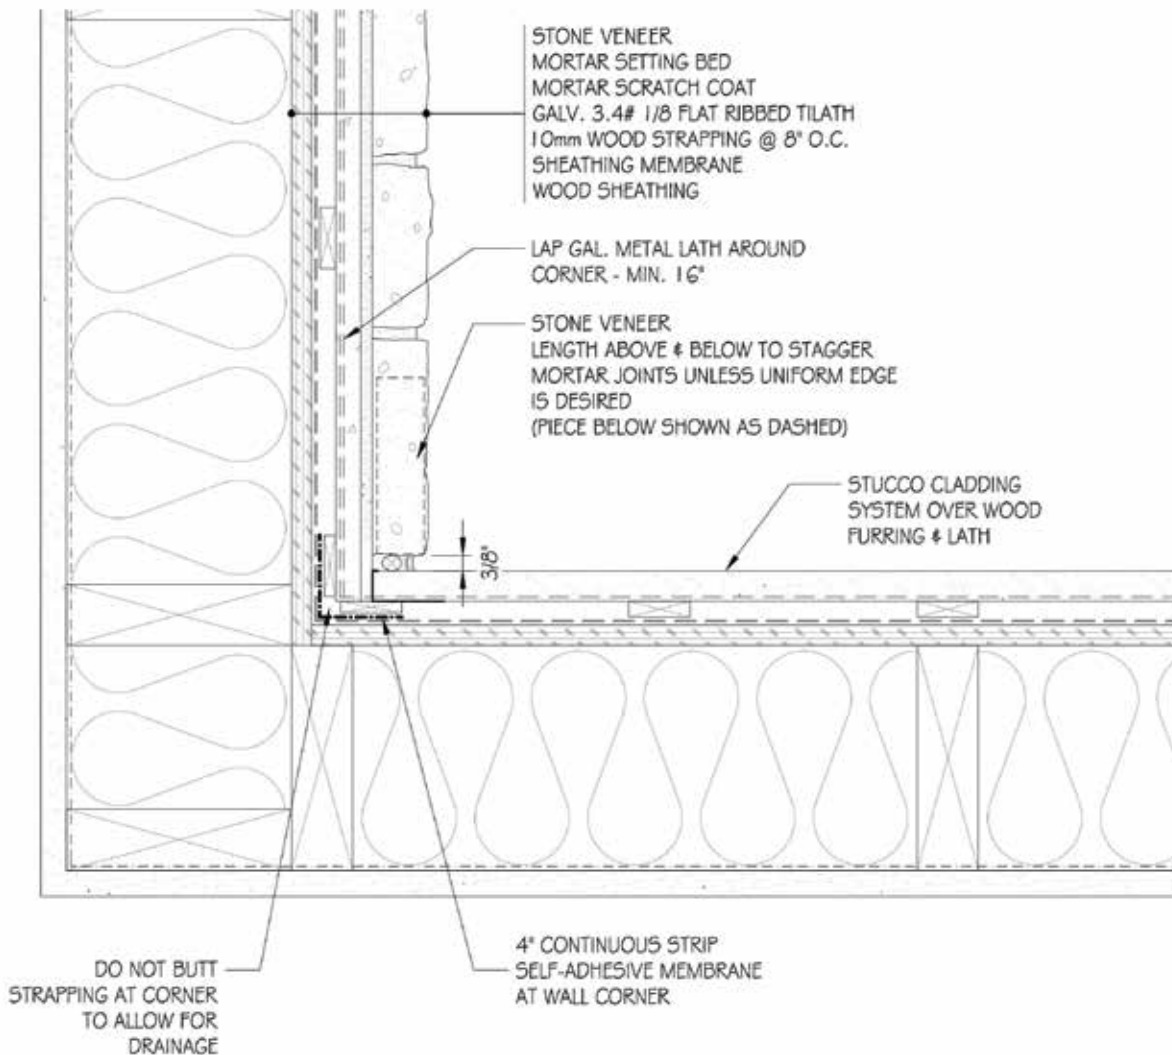 STONE VENEER
MORTAR SETTING BED
MORTAR SCRATCH COAT
GALV. 3.4# 1/8 FLAT RIBBED TILATH
10mm WOOD STRAPPING @ 8" O.C.
SHEATHING MEMBRANE
WOOD SHEATHING
LAP GAL. METAL LATH AROUND
CORNER - MIN. 16"
STONE VENEER
LENGTH ABOVE & BELOW TO STAGGER
MORTAR JOINTS UNLESS UNIFORM EDGE
IS DESIRED
(PIECE BELOW SHOWN AS DASHED)
STUCCO CLADDING
SYSTEM OVER WOOD
FURRING & LATH
3/8"
4" CONTINUOUS STRIP
SELF-ADHESIVE MEMBRANE
AT WALL CORNER
DO NOT BUTT
STRAPPING AT CORNER
TO ALLOW FOR
DRAINAGE